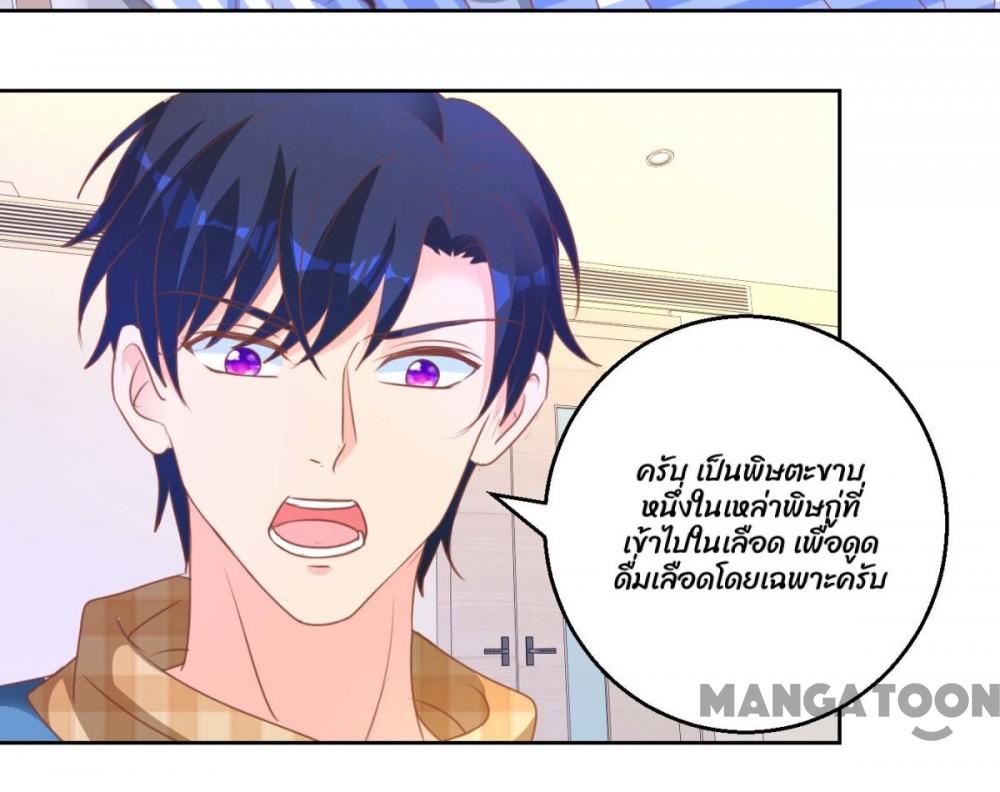 ครับ เป็นพิษตะขาบ
หนึ่งในเหล่าพิษกู่ที่
เข้าไปในเลือด เพื่อดูด
ดื่มเลือดโดยเฉพาะครับ
MANGATOON